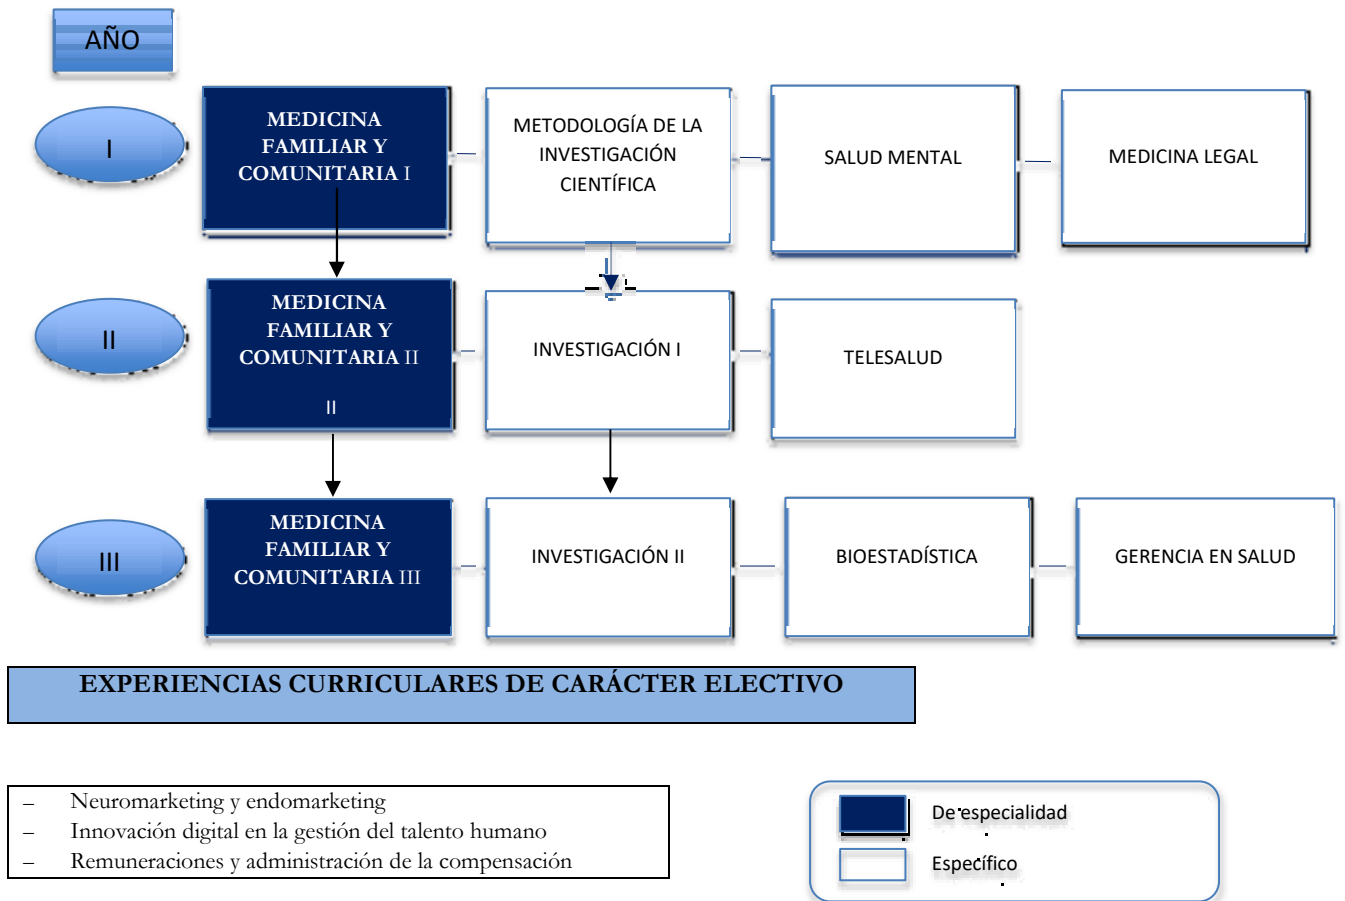 AÑO
I
MEDICINA
FAMILIAR Y
COMUNITARIA I
METODOLOGÍA DE LA
INVESTIGACIÓN
CIENTÍFICA
SALUD MENTAL
MEDICINA LEGAL
II
MEDICINA
FAMILIAR Y
COMUNITARIA II
II
INVESTIGACIÓN I
TELESALUD
III
MEDICINA
FAMILIAR Y
COMUNITARIA III
INVESTIGACIÓN II
BIOESTADÍSTICA
GERENCIA EN SALUD
EXPERIENCIAS CURRICULARES DE CARÁCTER ELECTIVO
– Neuromarketing y endomarketing
– Innovación digital en la gestión del talento humano
– Remuneraciones y administración de la compensación
De especialidad
Específico